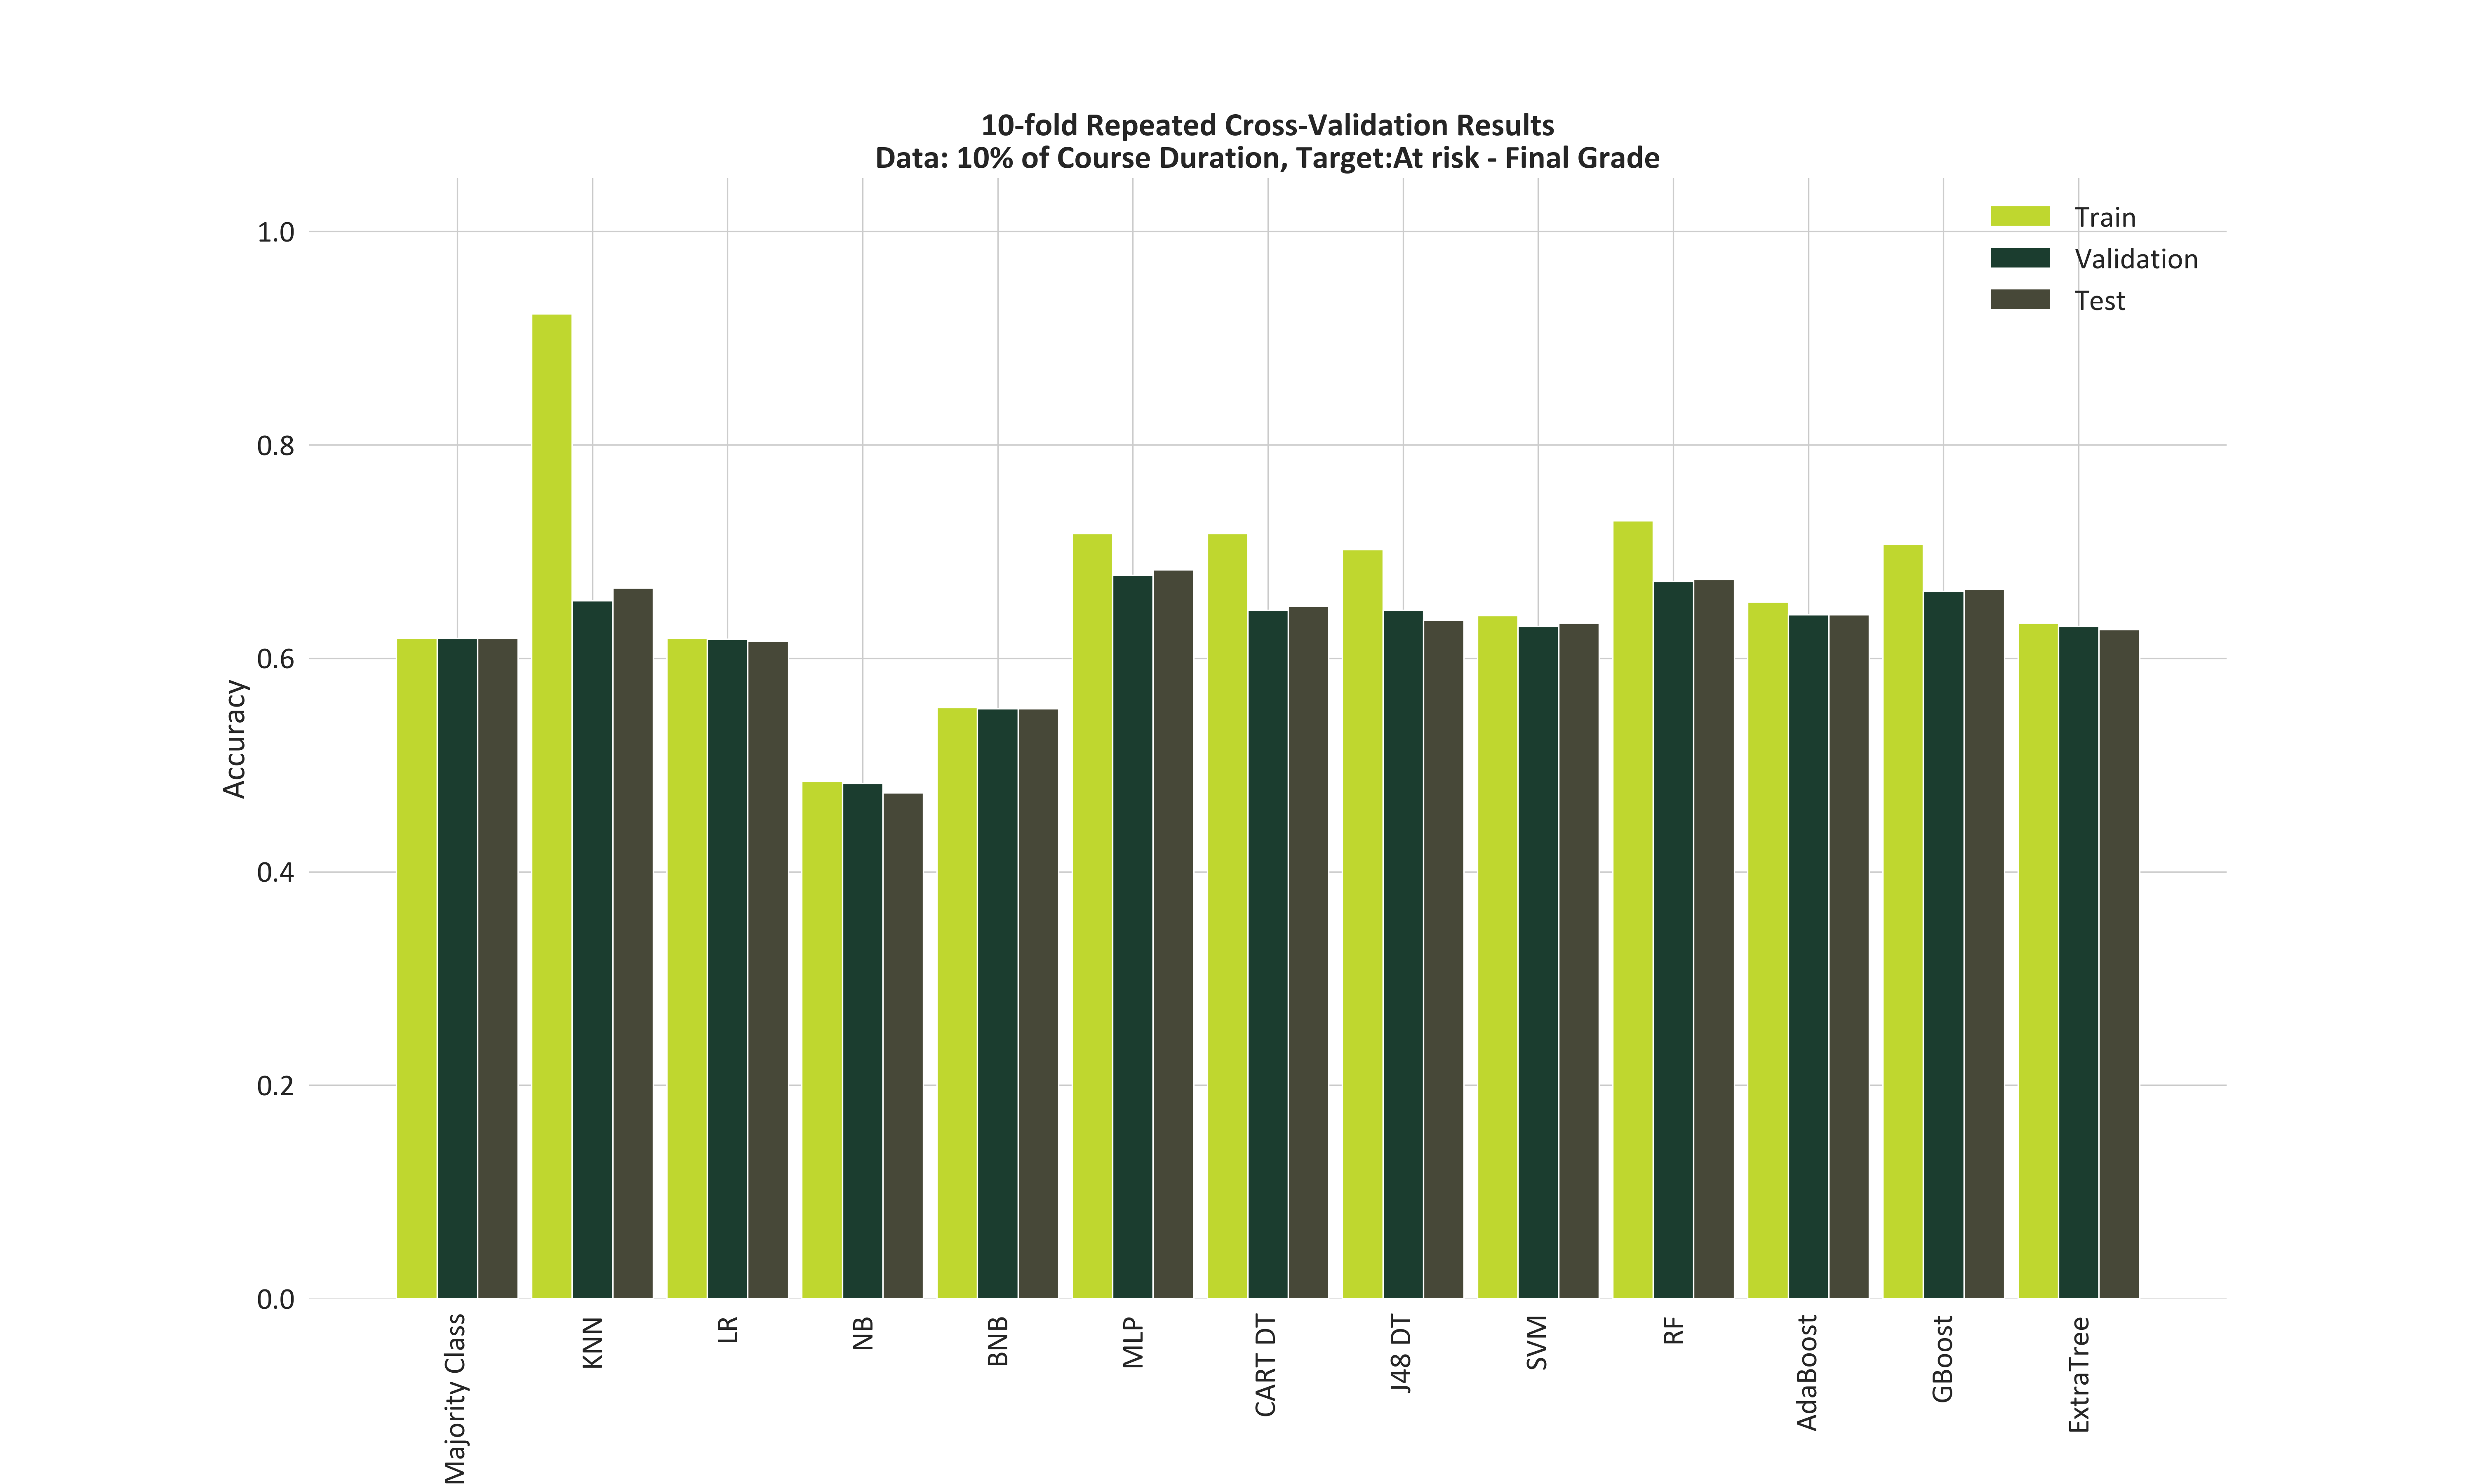 10-fold Repeated Cross-Validation Results
Data: 10% of Course Duration, Target:At risk - Final Grade
Train
Validation
Test
1.0
0.8
0.6
0.4
0.2
0.0
Accuracy
Majority Class
KNN
LR
NB
BNB
MLP
CART DT
J48 DT
SVM
RF
AdaBoost
GBoost
ExtraTree